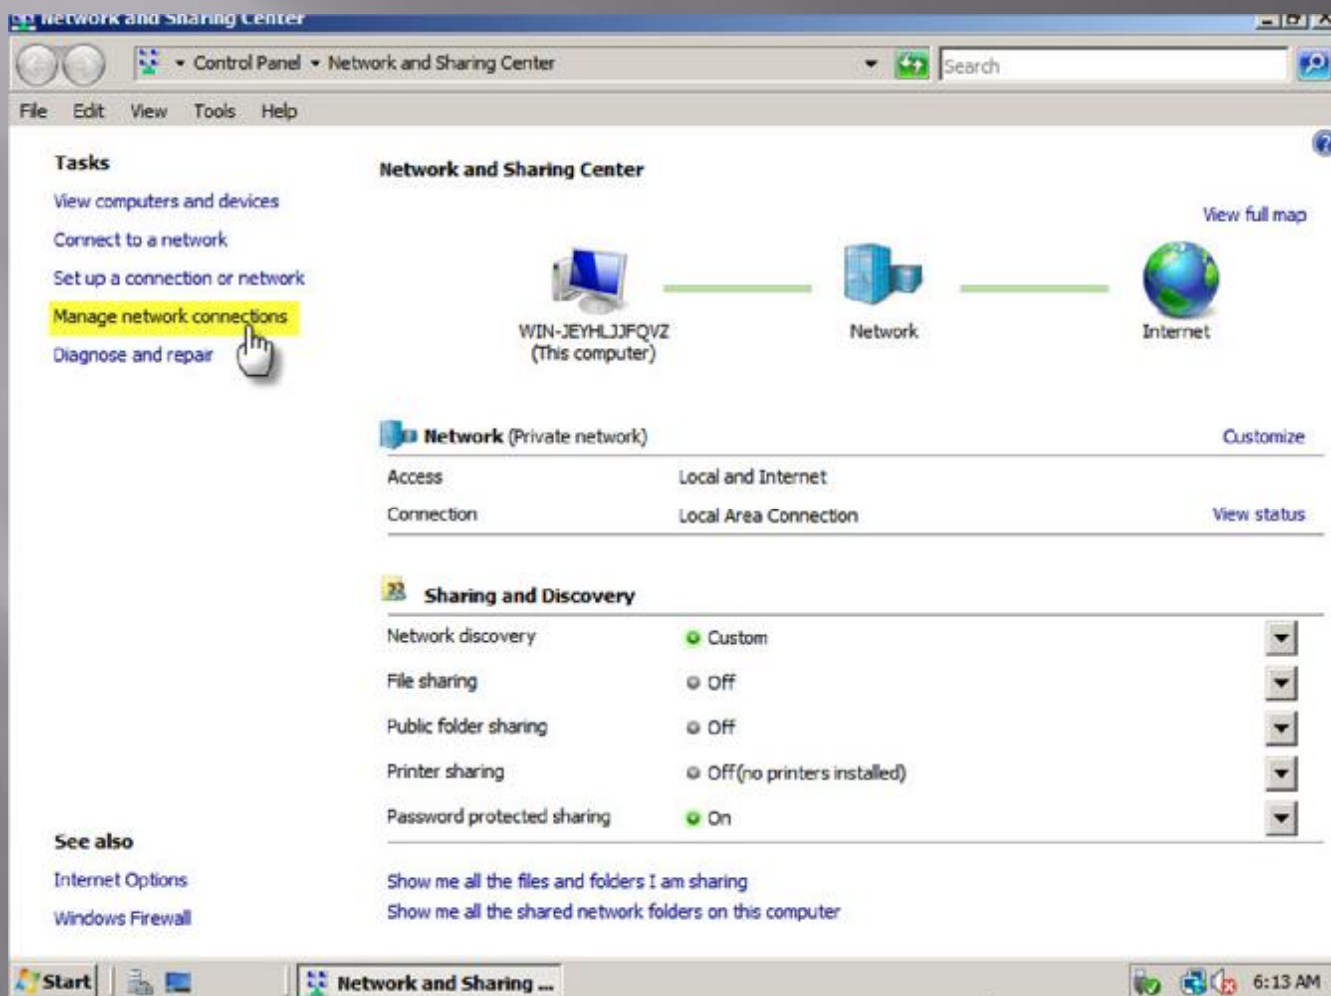 Network and Sharing Center
Control Panel Network and Sharing Center
Search
File Edit View Tools Help
Tasks
View computers and devices
Connect to a network
Set up a connection or network
Manage network connections
Diagnose and repair
Network and Sharing Center
View full map
WIN-JEYHLJJFQVZ
(This computer)
Network
Internet
Network (Private network) Customize
Access Local and Internet
Connection Local Area Connection View status
Sharing and Discovery
Network discovery Custom
File sharing Off
Public folder sharing Off
Printer sharing Off(no printers installed)
Password protected sharing On
Show me all the files and folders I am sharing
Show me all the shared network folders on this computer
See also
Internet Options
Windows Firewall
Start Network and Sharing ... 6:13 AM